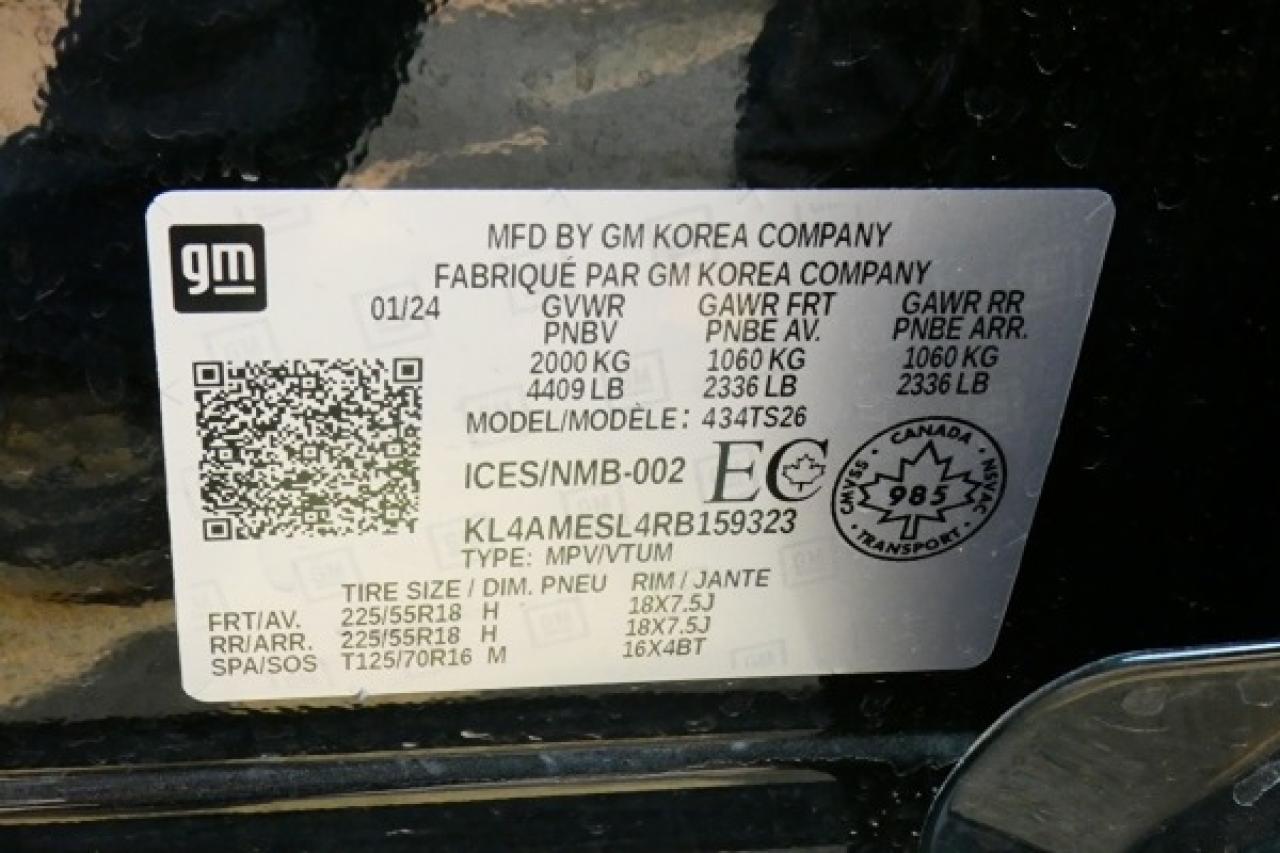 gm
MFD BY GM KOREA COMPANY
FABRIQUÉ PAR GM KOREA COMPANY
01/24 GVWR GAWR FRT GAWR RR
PNBV PNBE AV. PNBE ARR.
2000 KG 1060 KG 1060 KG
4409 LB 2336 LB 2336 LB
MODEL/MODÈLE: 434TS26
ICES/NMB-002 EC
CANADA
CMVSS 985 NSVAC
TRANSPORT
KL4AMESL4RB159323
TYPE: MPV/VTUM
TIRE SIZE / DIM. PNEU RIM / JANTE
FRT/AV. 225/55R18 H 18X7.5J
RR/ARR. 225/55R18 H 18X7.5J
SPA/SOS T125/70R16 M 16X4BT